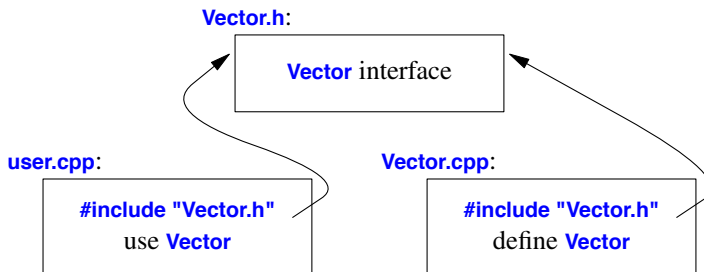 Vector.h:
Vector interface
user.cpp:
Vector.cpp:
#include "Vector.h"
use Vector
#include "Vector.h"
define Vector